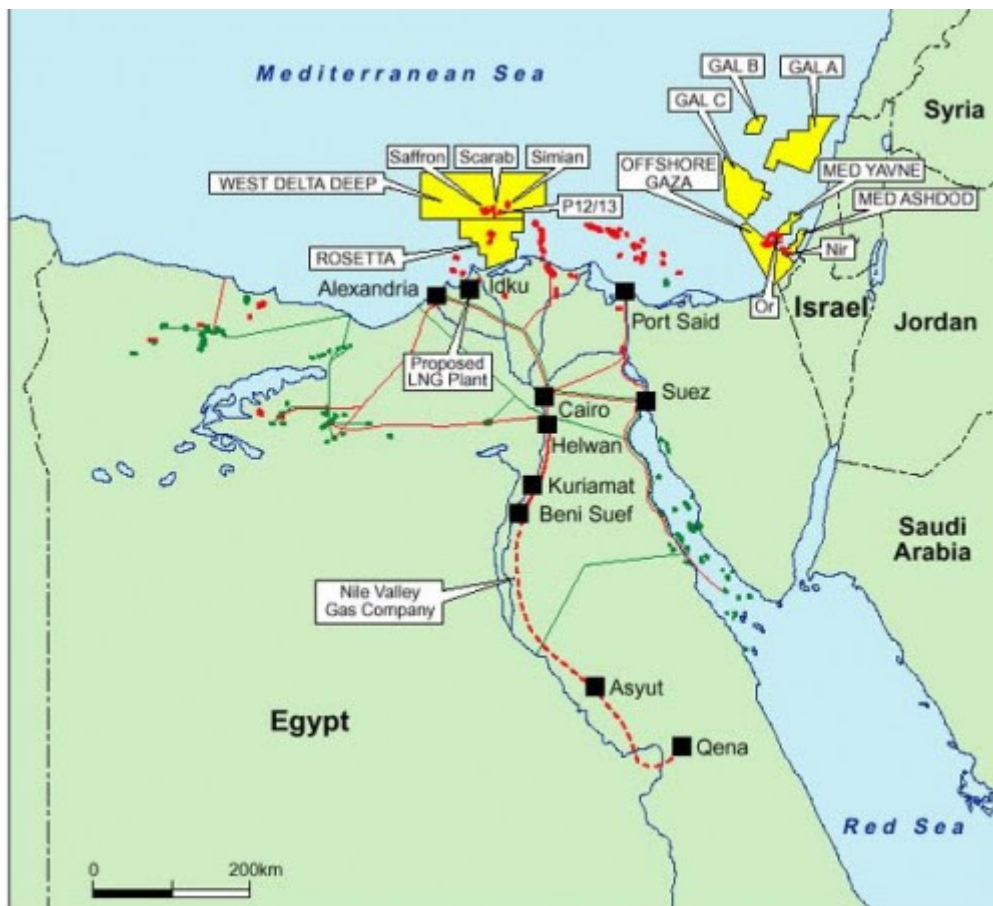 Mediterranean Sea
GAL B
GAL A
GAL C
Syria
Saffron
Scarab
Simian
OFFSHORE
GAZA
MED YAVNE
WEST DELTA DEEP
P12/13
MED ASHDOD
ROSETTA
Nir
Alexandria
Idku
Or
Israel
Port Said
Jordan
Proposed
LNG Plant
Cairo
Suez
Helwan
Kuriamat
Beni Suef
Saudi
Arabia
Nile Valley
Gas Company
Asyut
Egypt
Qena
Red Sea
0
200km